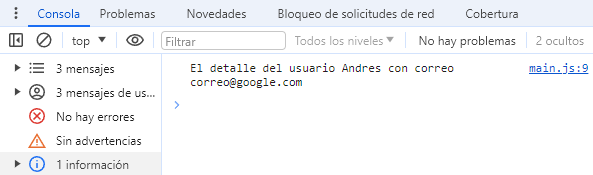 Consola Problemas Novedades Bloqueo de solicitudes de red Cobertura
top Filtrar Todos los niveles No hay problemas 2 ocultos
3 mensajes
3 mensajes de us...
No hay errores
Sin advertencias
1 información
El detalle del usuario Andres con correo main.js:9
correo@google.com